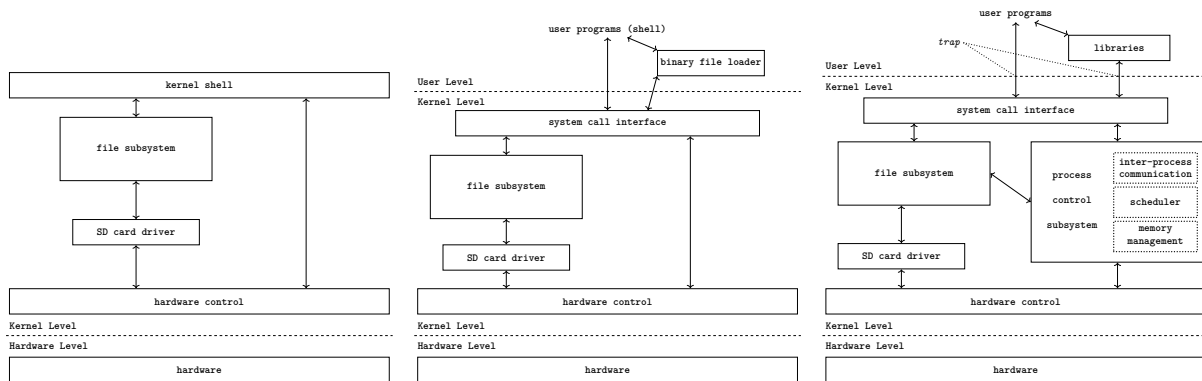 kernel shell
file subsystem
SD card driver
hardware control
Kernel Level
Hardware Level
hardware
user programs (shell)
binary file loader
User Level
Kernel Level
system call interface
file subsystem
SD card driver
hardware control
Kernel Level
Hardware Level
hardware
user programs
trap
libraries
User Level
Kernel Level
system call interface
file subsystem
process
control
subsystem
inter-process
communication
scheduler
memory
management
SD card driver
hardware control
Kernel Level
Hardware Level
hardware